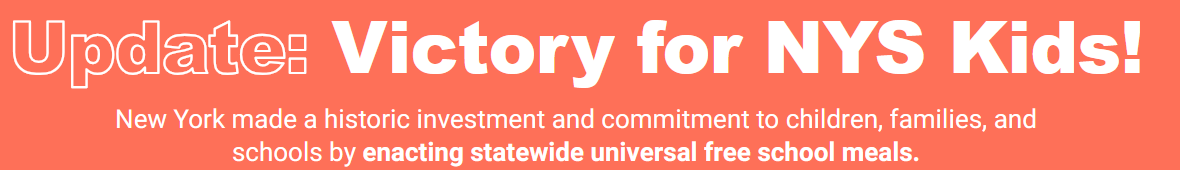 Update: Victory for NYS Kids!
New York made a historic investment and commitment to children, families, and
schools by enacting statewide universal free school meals.